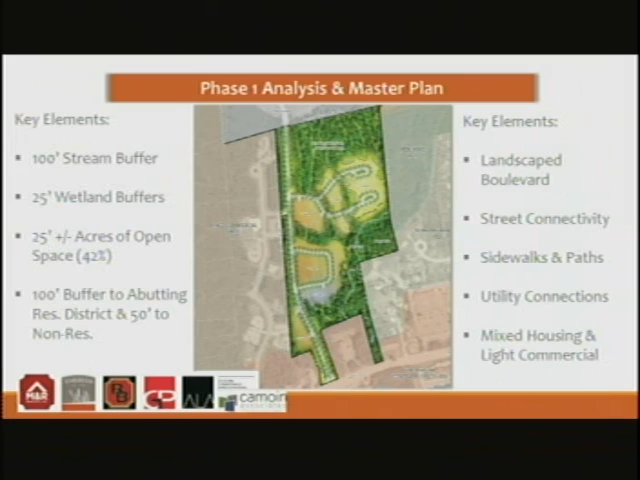 Phase 1 Analysis & Master Plan
Key Elements:
▪ 100' Stream Buffer
▪ 25' Wetland Buffers
▪ 25' +/- Acres of Open
Space (42%)
▪ 100' Buffer to Abutting
Res. District & 50' to
Non-Res.
Key Elements:
▪ Landscaped
Boulevard
▪ Street Connectivity
▪ Sidewalks & Paths
▪ Utility Connections
▪ Mixed Housing &
Light Commercial
M&R
ALA
camoin
associates